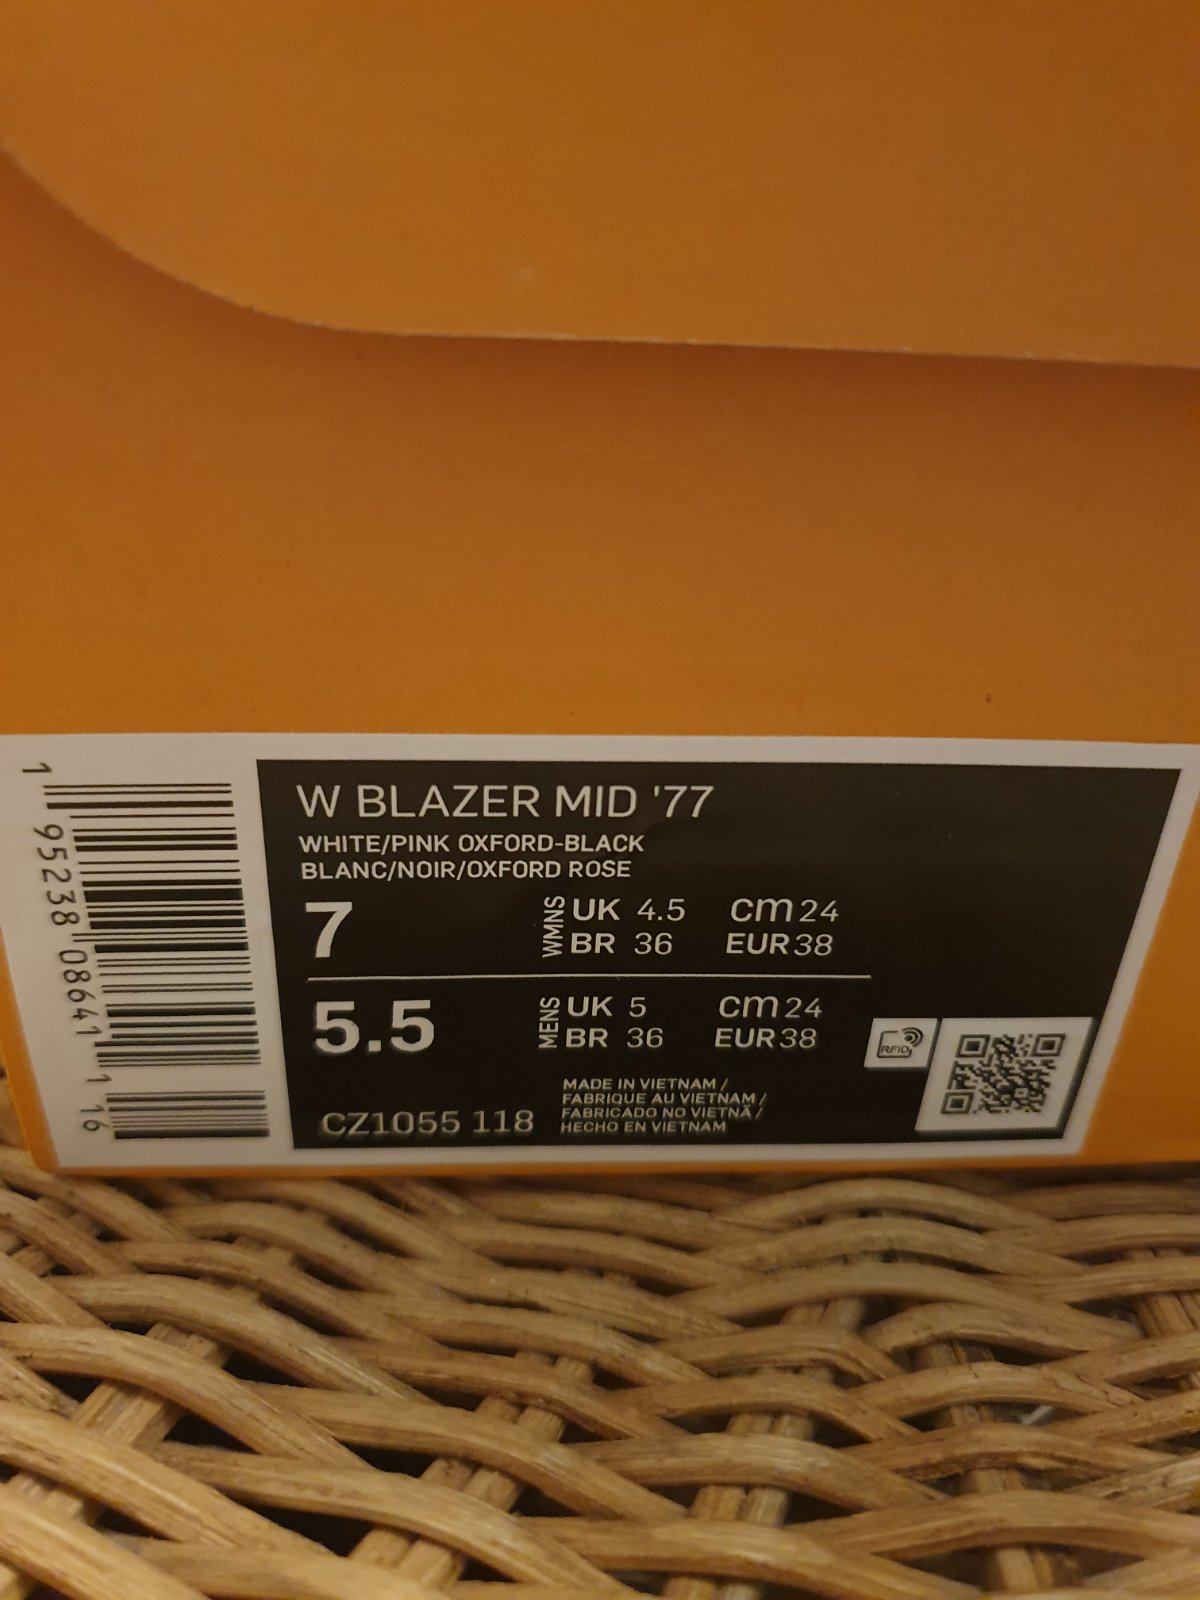 W BLAZER MID '77
WHITE/PINK OXFORD-BLACK
BLANC/NOIR/OXFORD ROSE
7 WMNS UK 4.5 cm 24
BR 36 EUR 38
5.5 MENS UK 5 cm 24
BR 36 EUR 38
MADE IN VIETNAM /
FABRIQUE AU VIETNAM /
FABRICADO NO VIETNÃ /
HECHO EN VIETNAM
CZ1055 118
RFID
1 95238 08641 1 16